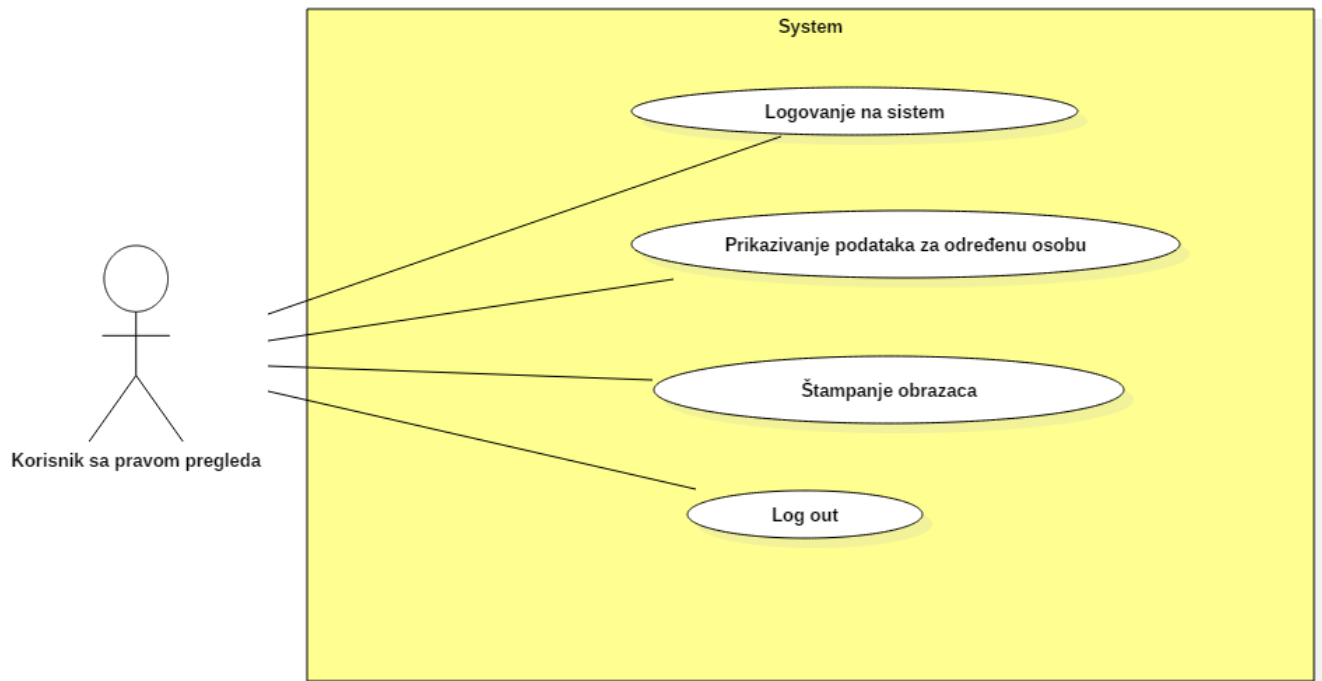 System
Logovanje na sistem
Prikazivanje podataka za određenu osobu
Štampanje obrazaca
Korisnik sa pravom pregleda
Log out